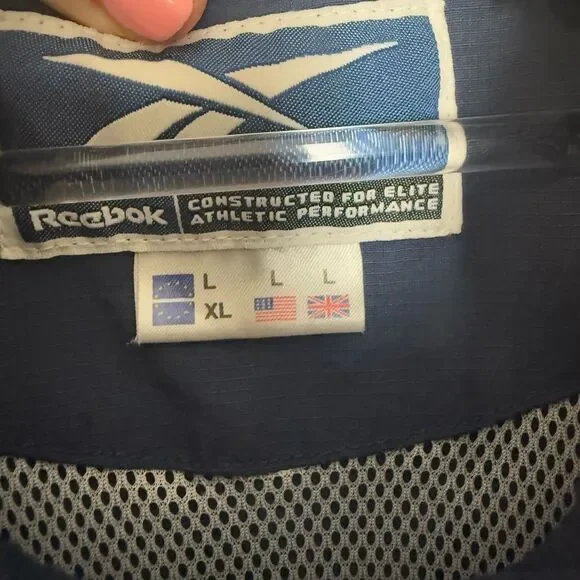 Reebok
CONSTRUCTED FOR ELITE
ATHLETIC PERFORMANCE
L L L
XL